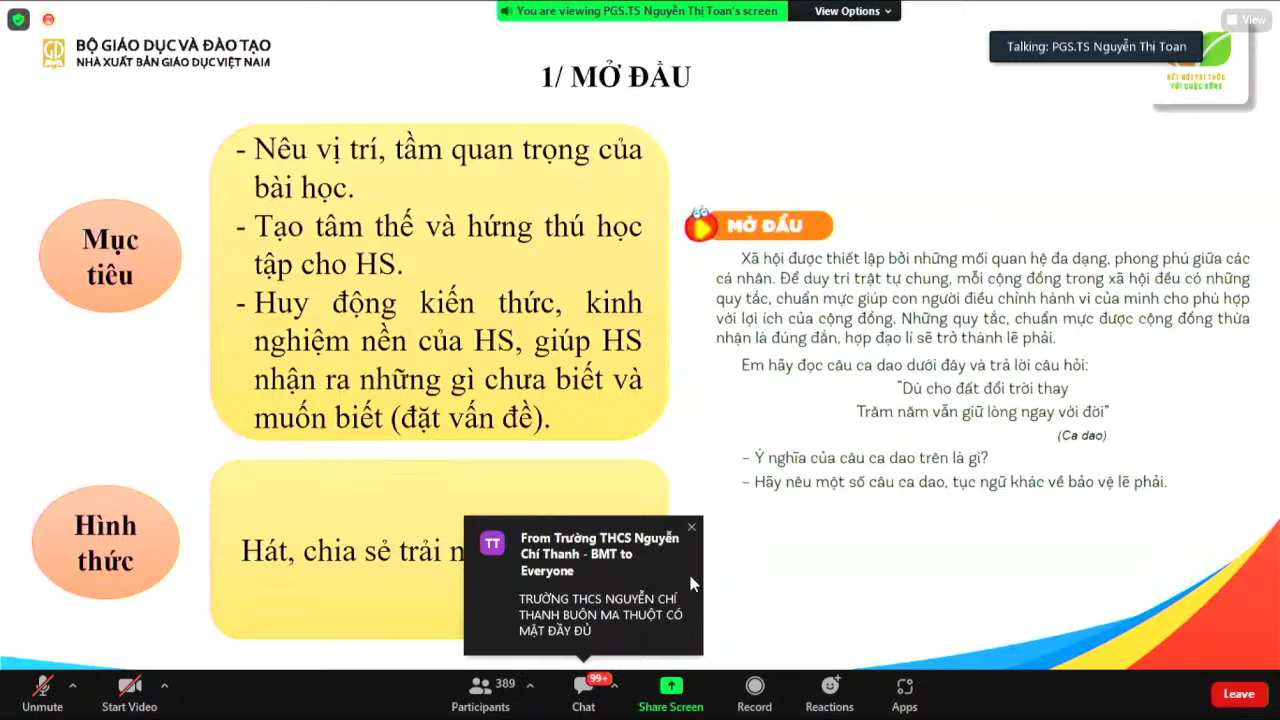 You are viewing PGS.TS Nguyễn Thị Toan's screen
View Options
View
BỘ GIÁO DỤC VÀ ĐÀO TẠO
NHÀ XUẤT BẢN GIÁO DỤC VIỆT NAM
Talking: PGS.TS Nguyễn Thị Toan
KẾT NỐI TRI THỨC
VỚI CUỘC SỐNG
1/ MỞ ĐẦU
Mục
tiêu
- Nêu vị trí, tầm quan trọng của
bài học.
- Tạo tâm thế và hứng thú học
tập cho HS.
- Huy động kiến thức, kinh
nghiệm nền của HS, giúp HS
nhận ra những gì chưa biết và
muốn biết (đặt vấn đề).
MỞ ĐẦU
Xã hội được thiết lập bởi những mối quan hệ đa dạng, phong phú giữa các
cá nhân. Để duy trì trật tự chung, mỗi cộng đồng trong xã hội đều có những
quy tắc, chuẩn mực giúp con người điều chỉnh hành vi của mình cho phù hợp
với lợi ích của cộng đồng. Những quy tắc, chuẩn mực được cộng đồng thừa
nhận là đúng đắn, hợp đạo lí sẽ trở thành lẽ phải.
Em hãy đọc câu ca dao dưới đây và trả lời câu hỏi:
"Dù cho đất đổi trời thay
Trăm năm vẫn giữ lòng ngay với đời"
(Ca dao)
– Ý nghĩa của câu ca dao trên là gì?
– Hãy nêu một số câu ca dao, tục ngữ khác về bảo vệ lẽ phải.
Hình
thức
Hát, chia sẻ trải n
TT
From Trường THCS Nguyễn
Chí Thanh - BMT to
Everyone
TRƯỜNG THCS NGUYỄN CHÍ
THANH BUÔN MA THUỘT CÓ
MẶT ĐẦY ĐỦ
Unmute
Start Video
389
Participants
99+
Chat
Share Screen
Record
Reactions
Apps
Leave